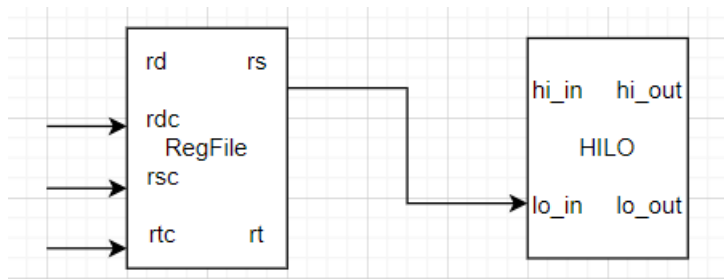 rd rs
rdc
RegFile
rsc
rtc rt
hi_in hi_out
HILO
lo_in lo_out